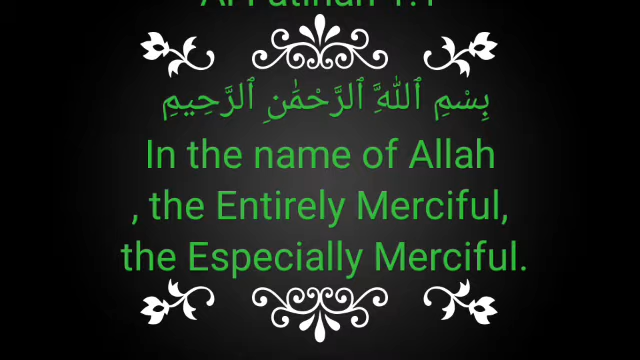 Al Fatihah 1:1
بِسْمِ ٱللَّهِ ٱلرَّحْمَٰنِ ٱلرَّحِيمِ
In the name of Allah
, the Entirely Merciful,
the Especially Merciful.